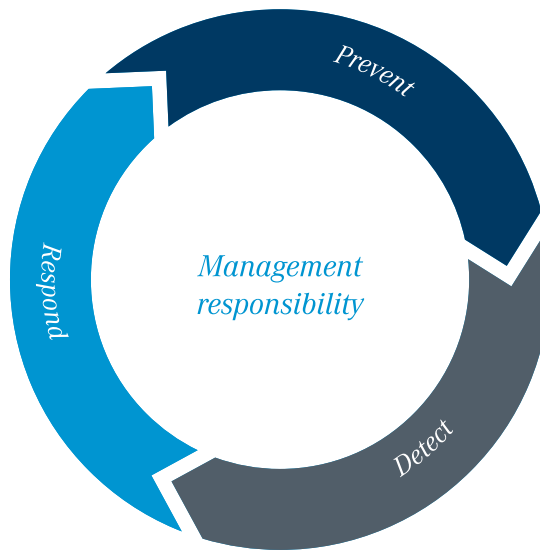 Prevent
Management
responsibility
Respond
Detect